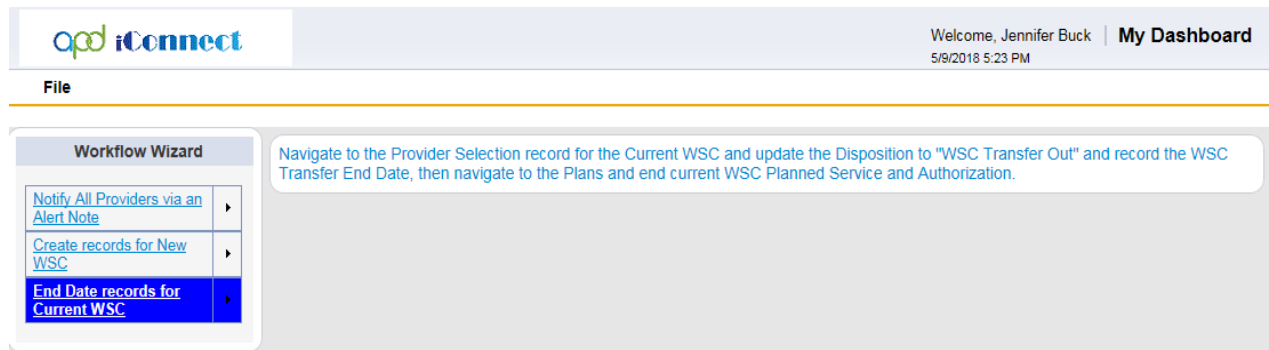 apd iConnect
Welcome, Jennifer Buck | My Dashboard
5/9/2018 5:23 PM
File
Workflow Wizard
Notify All Providers via an
Alert Note
Create records for New
WSC
End Date records for
Current WSC
Navigate to the Provider Selection record for the Current WSC and update the Disposition to "WSC Transfer Out" and record the WSC
Transfer End Date, then navigate to the Plans and end current WSC Planned Service and Authorization.